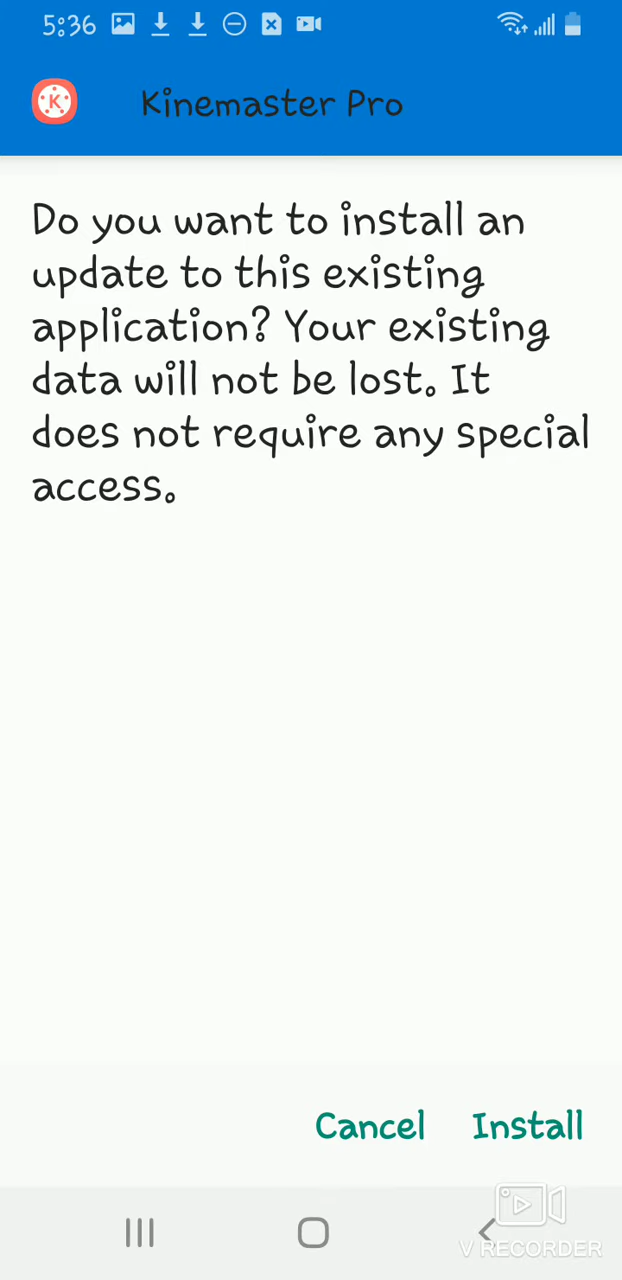 5:36
K
Kinemaster Pro
Do you want to install an
update to this existing
application? Your existing
data will not be lost. It
does not require any special
access.
Cancel Install
V RECORDER